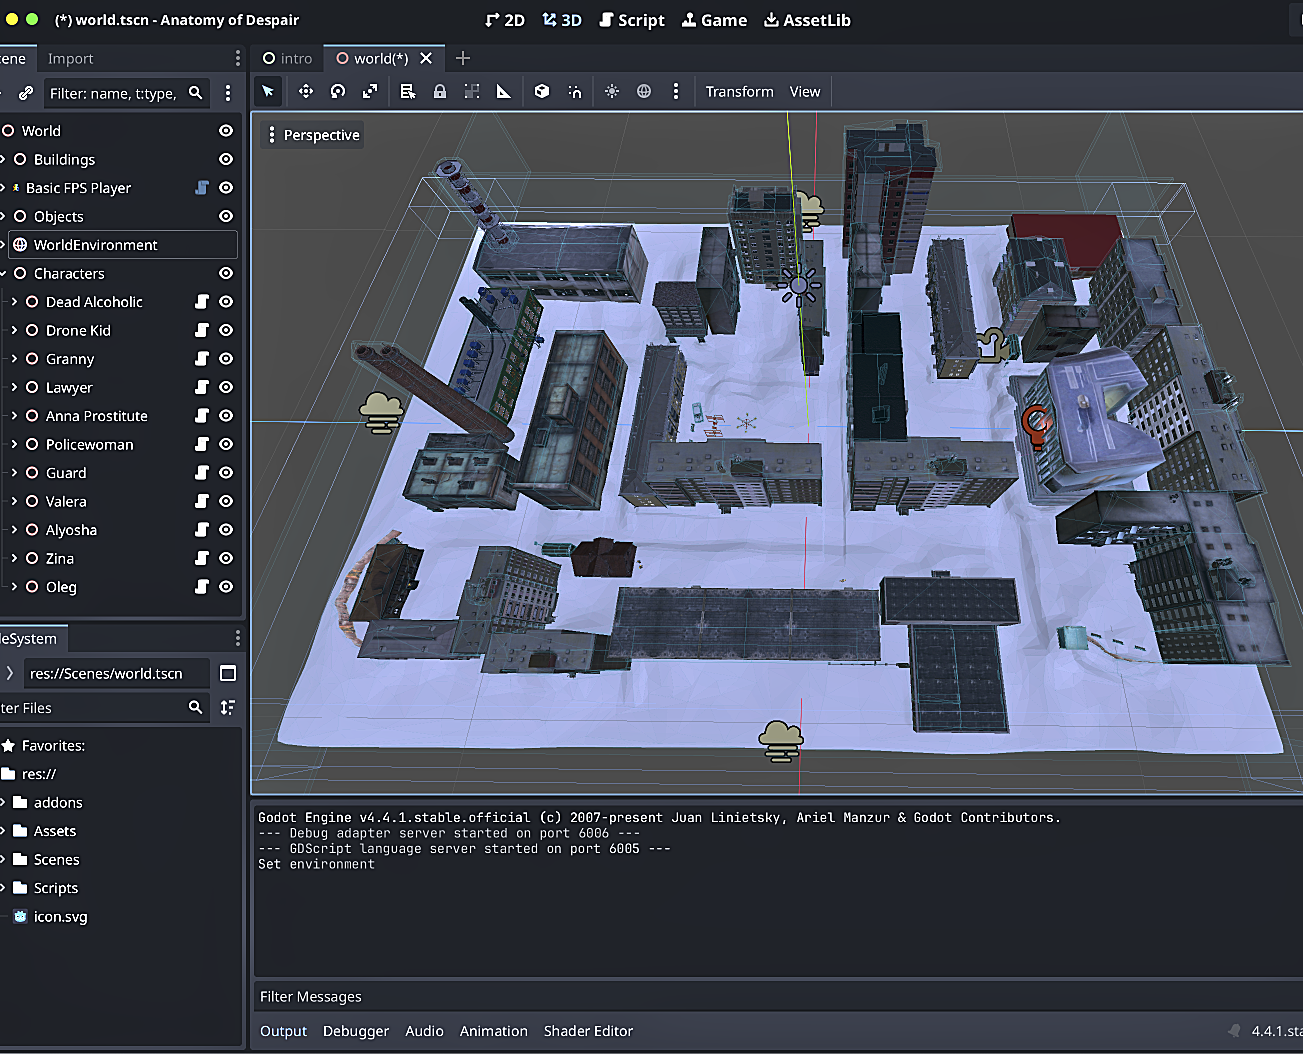 (*) world.tscn - Anatomy of Despair
2D 3D Script Game AssetLib
ene Import
intro world(*)
Filter: name, t:type,
Transform View
Perspective
World
Buildings
Basic FPS Player
Objects
WorldEnvironment
Characters
Dead Alcoholic
Drone Kid
Granny
Lawyer
Anna Prostitute
Policewoman
Guard
Valera
Alyosha
Zina
Oleg
leSystem
res://Scenes/world.tscn
ter Files
Favorites:
res://
addons
Assets
Scenes
Scripts
icon.svg
Godot Engine v4.4.1.stable.official (c) 2007-present Juan Linietsky, Ariel Manzur & Godot Contributors.
--- Debug adapter server started on port 6006 ---
--- GDScript language server started on port 6005 ---
Set environment
Filter Messages
Output Debugger Audio Animation Shader Editor
4.4.1.sta